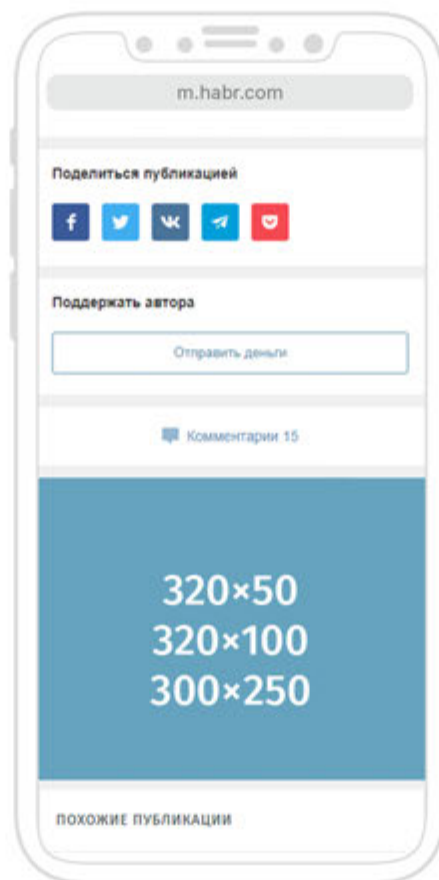 m.habr.com
Поделиться публикацией
Поддержать автора
Отправить деньги
Комментарии 15
320×50
320×100
300×250
ПОХОЖИЕ ПУБЛИКАЦИИ